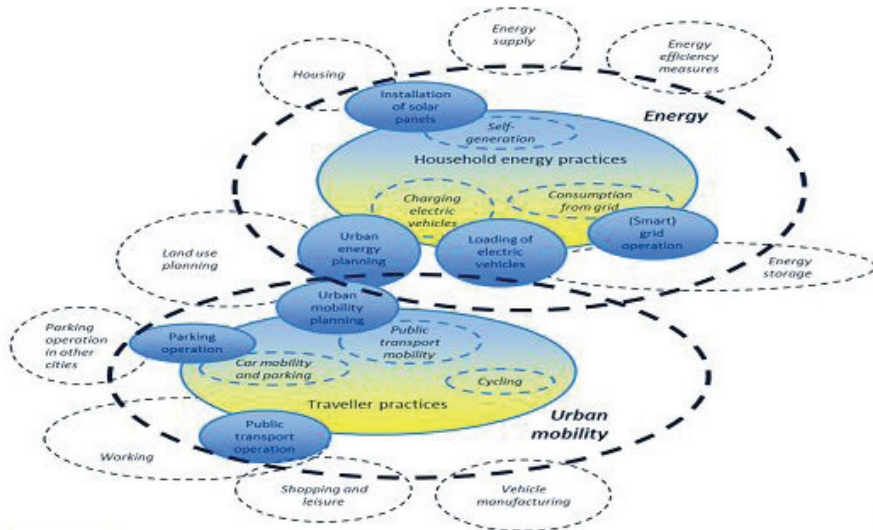 Energy
supply
Energy
efficiency
measures
Housing
Installation
of solar
panels
Energy
Self-
generation
Household energy practices
Charging
electric
vehicles
Consumption
from grid
(Smart)
grid
operation
Urban
energy
planning
Loading of
electric
vehicles
Land use
planning
Energy
storage
Urban
mobility
planning
Parking
operation
in other
cities
Parking
operation
Public
transport
mobility
Car mobility
and parking
Cycling
Traveller practices
Urban
mobility
Public
transport
operation
Working
Shopping and
leisure
Vehicle
manufacturing